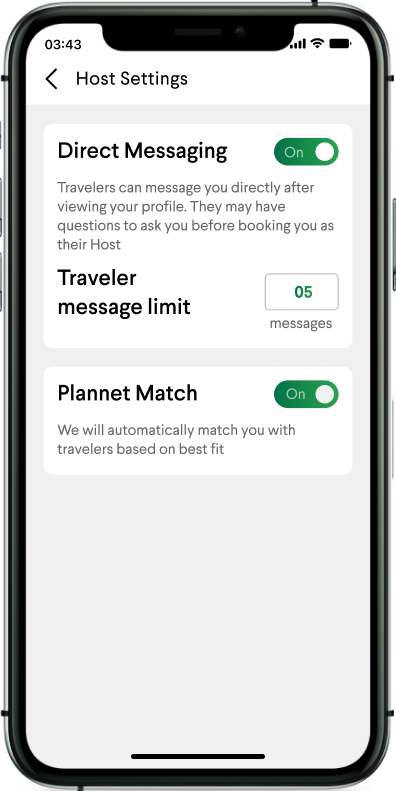 03:43
Host Settings
Direct Messaging
On
Travelers can message you directly after
viewing your profile. They may have
questions to ask you before booking you as
their Host
Traveler
message limit
05
messages
Plannet Match
On
We will automatically match you with
travelers based on best fit